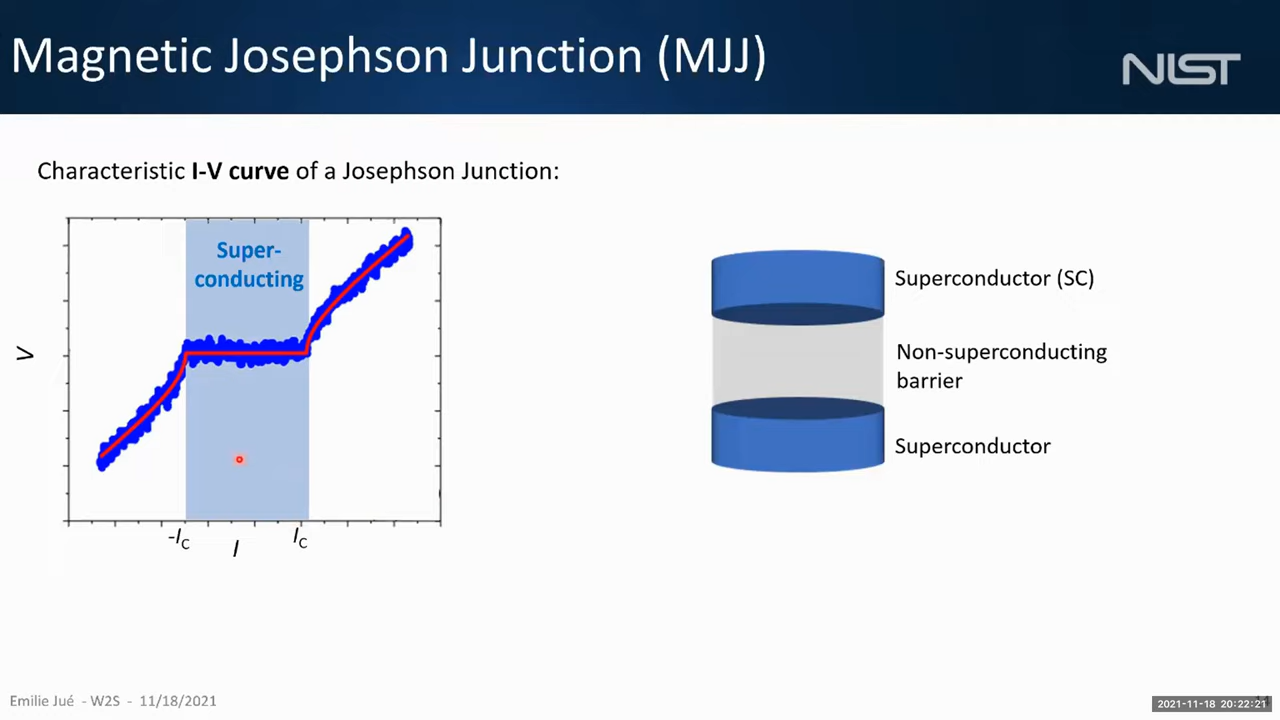 Magnetic Josephson Junction (MJJ)
NIST
Characteristic I-V curve of a Josephson Junction:
Super-
conducting
V
-IC
I
IC
Superconductor (SC)
Non-superconducting
barrier
Superconductor
Emilie Jué - W2S - 11/18/2021
2021-11-18 20:22:21